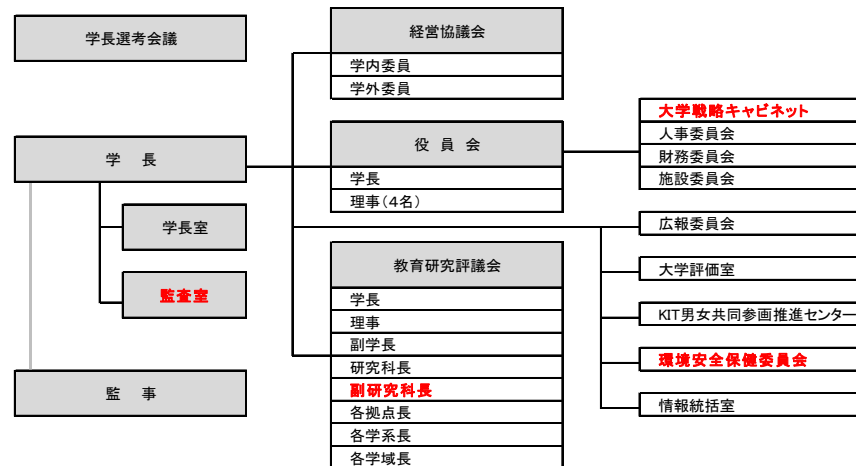 学長選考会議
学　長
学長室
監査室
監　事
経営協議会
学内委員
学外委員
役 員 会
学長
理事(4名)
教育研究評議会
学長
理事
副学長
研究科長
副研究科長
各拠点長
各学系長
各学域長
大学戦略キャビネット
人事委員会
財務委員会
施設委員会
広報委員会
大学評価室
KIT男女共同参画推進センター
環境安全保健委員会
情報統括室